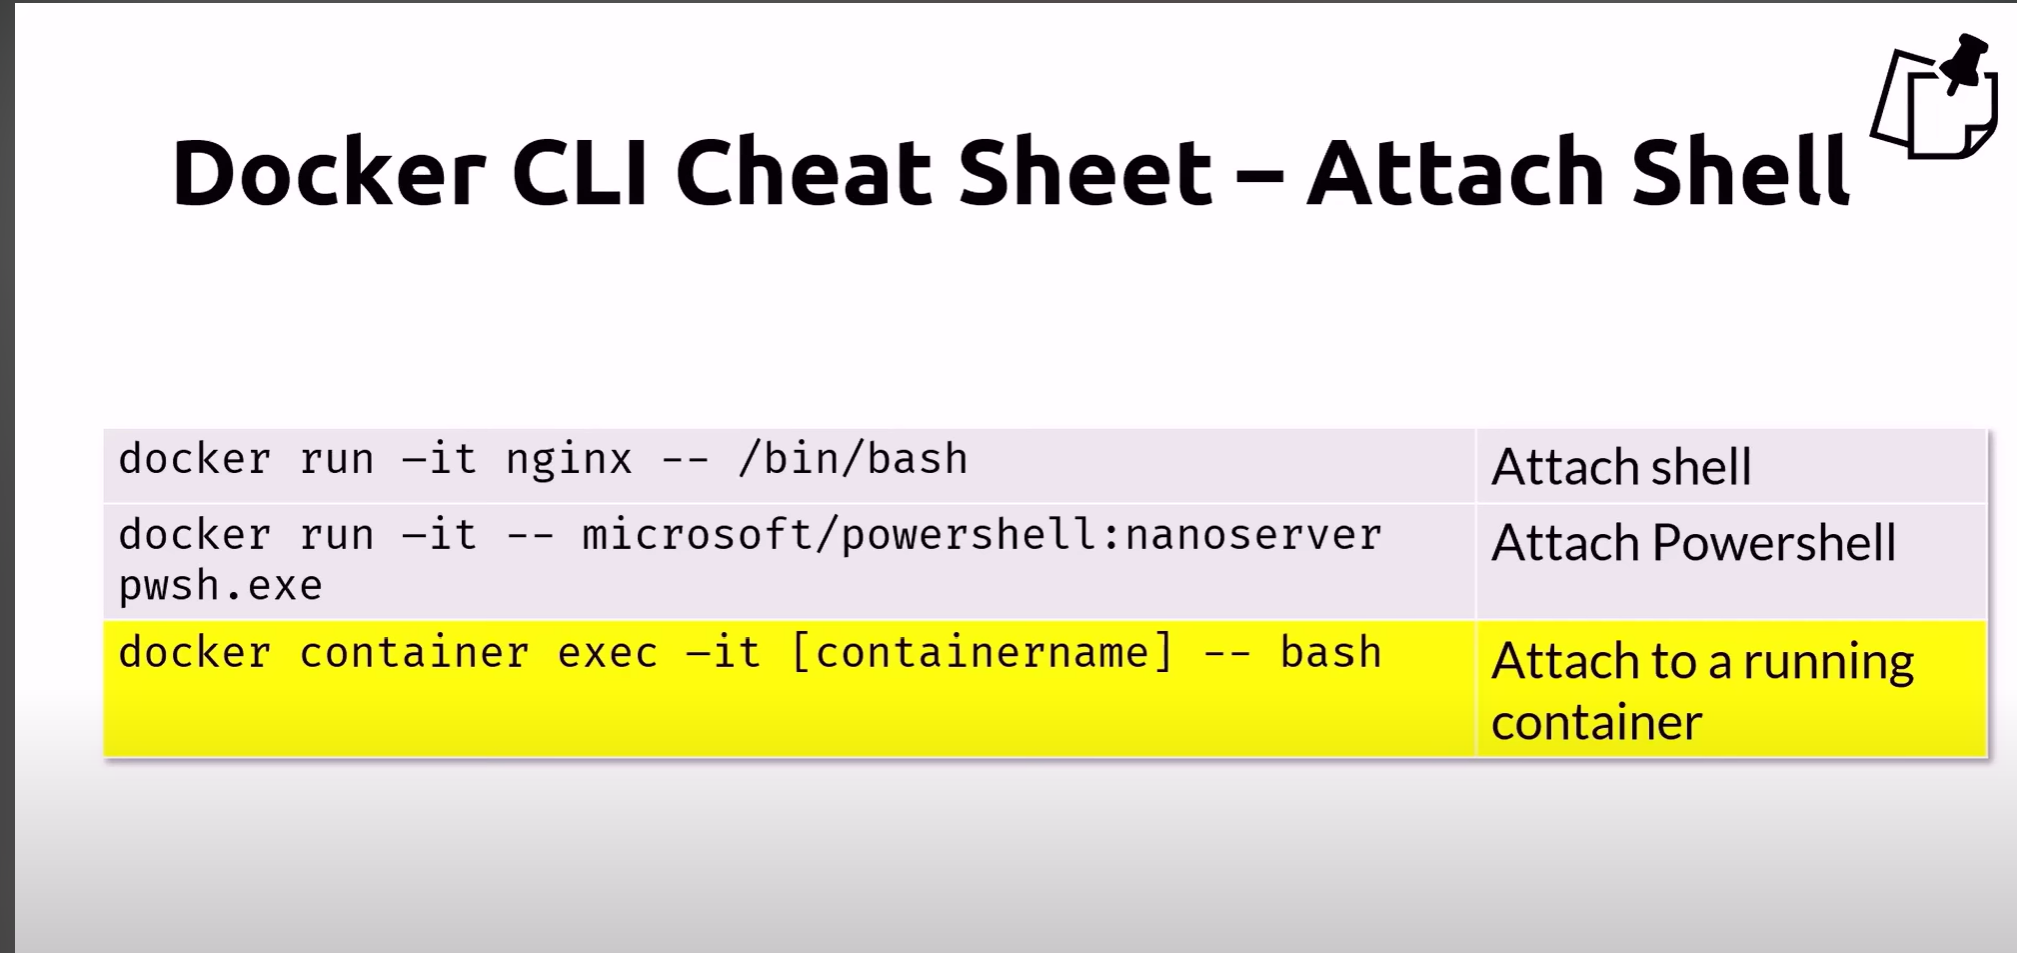 Docker CLI Cheat Sheet – Attach Shell
docker run –it nginx -- /bin/bash
Attach shell
docker run –it -- microsoft/powershell:nanoserver
pwsh.exe
Attach Powershell
docker container exec –it [containername] -- bash
Attach to a running
container